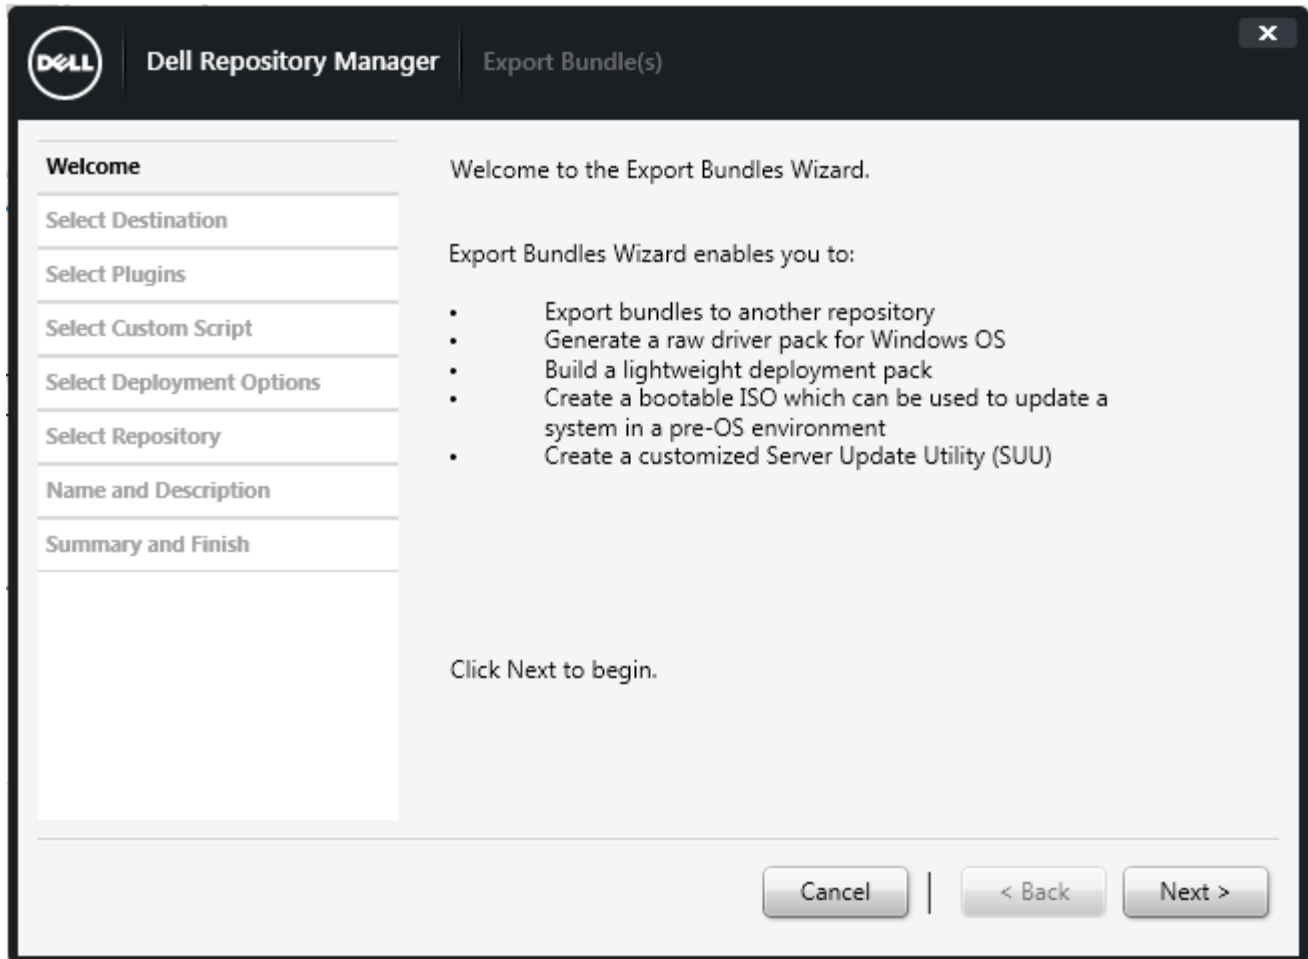 DELL
Dell Repository Manager
Export Bundle(s)
x
Welcome
Select Destination
Select Plugins
Select Custom Script
Select Deployment Options
Select Repository
Name and Description
Summary and Finish
Welcome to the Export Bundles Wizard.
Export Bundles Wizard enables you to:
• Export bundles to another repository
• Generate a raw driver pack for Windows OS
• Build a lightweight deployment pack
• Create a bootable ISO which can be used to update a
system in a pre-OS environment
• Create a customized Server Update Utility (SUU)
Click Next to begin.
Cancel
< Back
Next >